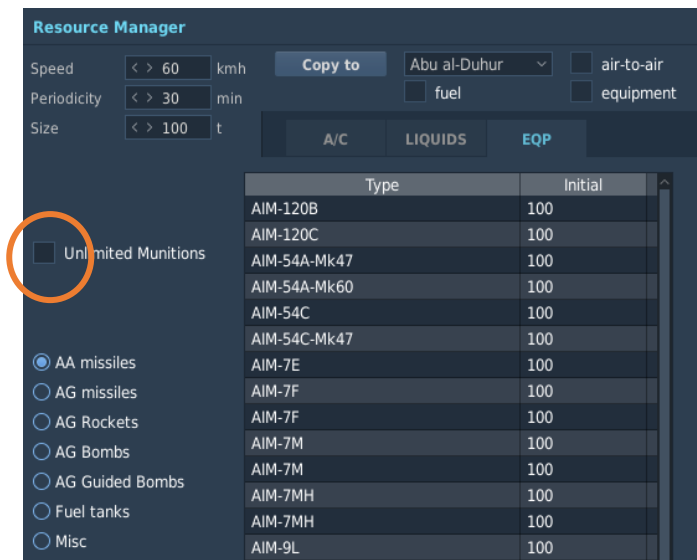 Resource Manager
Speed < > 60 kmh Copy to Abu al-Duhur air-to-air
Periodicity < > 30 min fuel equipment
Size < > 100 t
A/C LIQUIDS EQP
Type Initial
AIM-120B 100
AIM-120C 100
Unlimited Munitions
AIM-54A-Mk47 100
AIM-54A-Mk60 100
AIM-54C 100
AIM-54C-Mk47 100
AA missiles
AIM-7E 100
AG missiles
AIM-7F 100
AG Rockets
AIM-7F 100
AG Bombs
AIM-7M 100
AIM-7M 100
AG Guided Bombs
AIM-7MH 100
Fuel tanks
AIM-7MH 100
Misc
AIM-9L 100